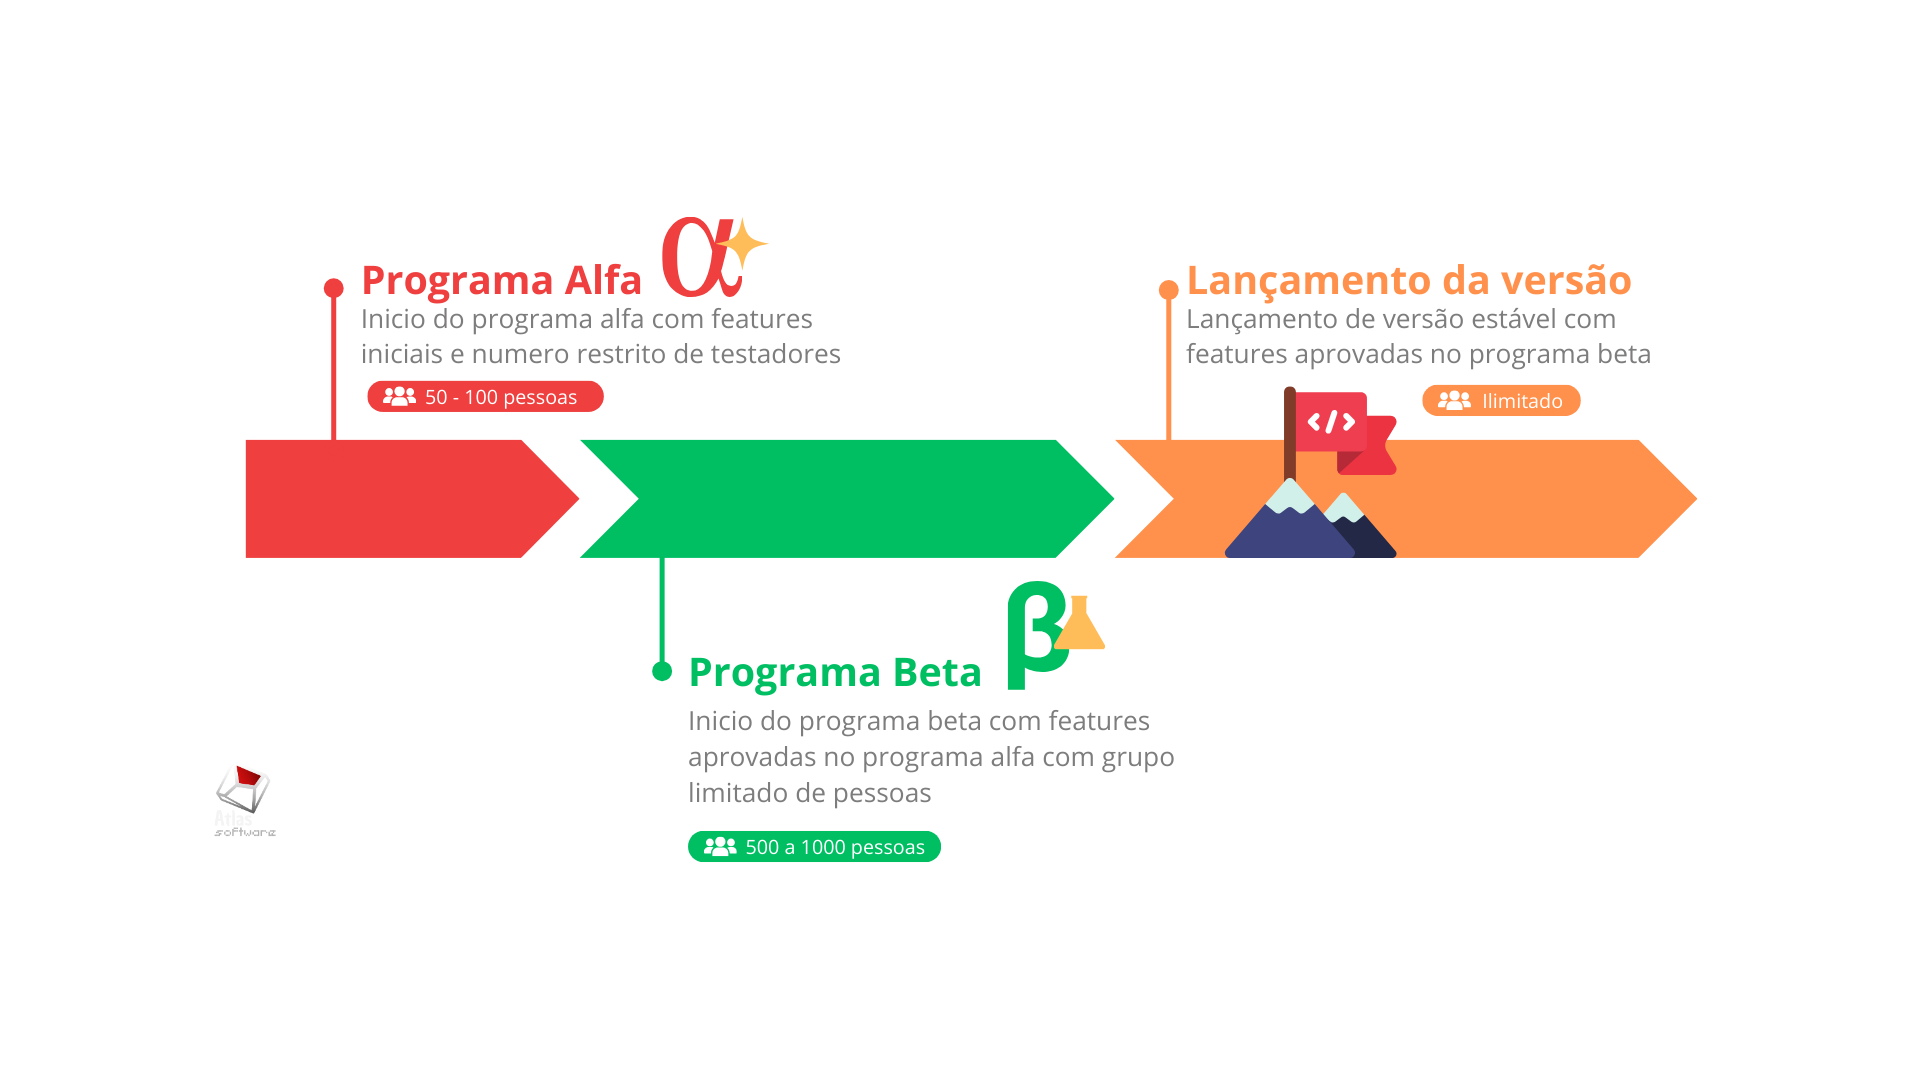 Programa Alfa α
Inicio do programa alfa com features
iniciais e numero restrito de testadores
50 - 100 pessoas
Lançamento da versão
Lançamento de versão estável com
features aprovadas no programa beta
Ilimitado
</>
β
Programa Beta
Inicio do programa beta com features
aprovadas no programa alfa com grupo
limitado de pessoas
500 a 1000 pessoas
Atlas
software